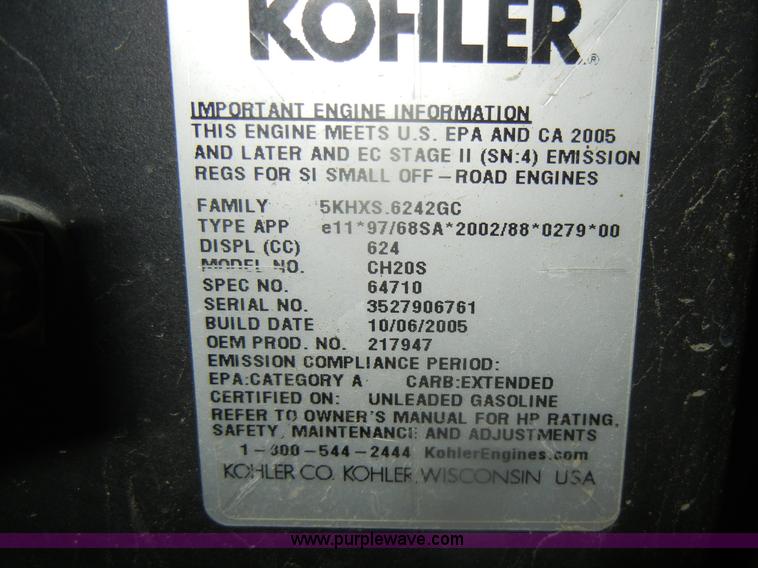 KOHLER®
IMPORTANT ENGINE INFORMATION
THIS ENGINE MEETS U.S. EPA AND CA 2005
AND LATER AND EC STAGE II (SN:4) EMISSION
REGS FOR SI SMALL OFF-ROAD ENGINES
FAMILY 5KHXS.6242GC
TYPE APP e11*97/68SA*2002/88*0279*00
DISPL (CC) 624
MODEL NO. CH20S
SPEC NO. 64710
SERIAL NO. 3527906761
BUILD DATE 10/06/2005
OEM PROD. NO. 217947
EMISSION COMPLIANCE PERIOD:
EPA:CATEGORY A CARB:EXTENDED
CERTIFIED ON: UNLEADED GASOLINE
REFER TO OWNER'S MANUAL FOR HP RATING,
SAFETY, MAINTENANCE AND ADJUSTMENTS
1-800-544-2444 KohlerEngines.com
KOHLER CO. KOHLER, WISCONSIN USA
www.purplewave.com